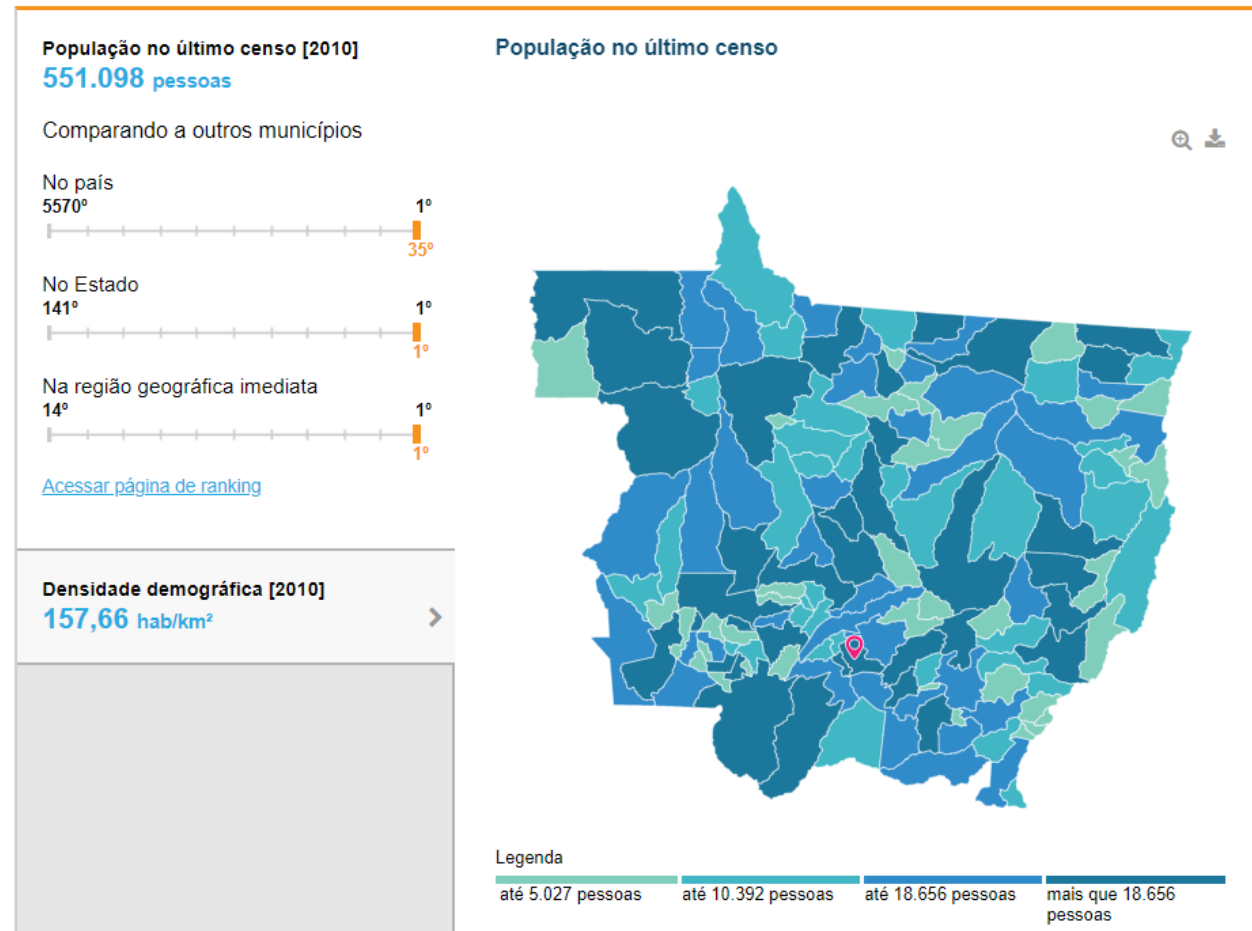 População no último censo [2010]
551.098 pessoas
Comparando a outros municípios
No país
5570º 1º
35º
No Estado
141º 1º
1º
Na região geográfica imediata
14º 1º
1º
Acessar página de ranking
Densidade demográfica [2010]
157,66 hab/km²
População no último censo
Legenda
até 5.027 pessoas
até 10.392 pessoas
até 18.656 pessoas
mais que 18.656
pessoas